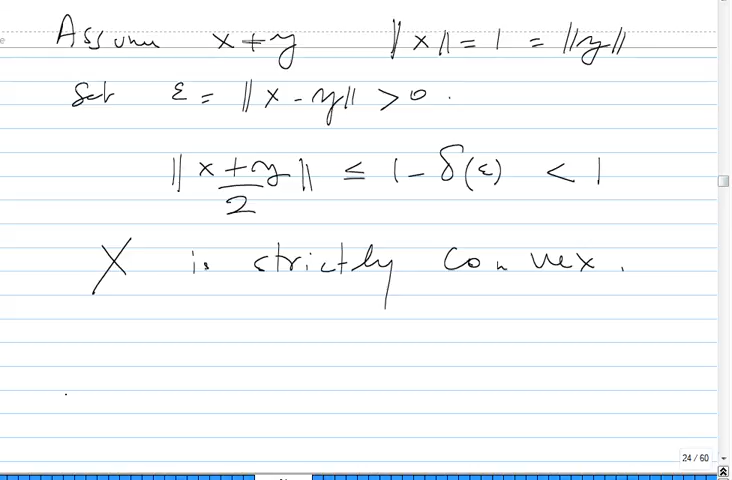 Assume x ≠ y ||x|| = 1 = ||y||
Set ε = ||x - y|| > 0.
||(x + y)/2|| ≤ 1 - δ(ε) < 1
X is strictly convex.
24 / 60